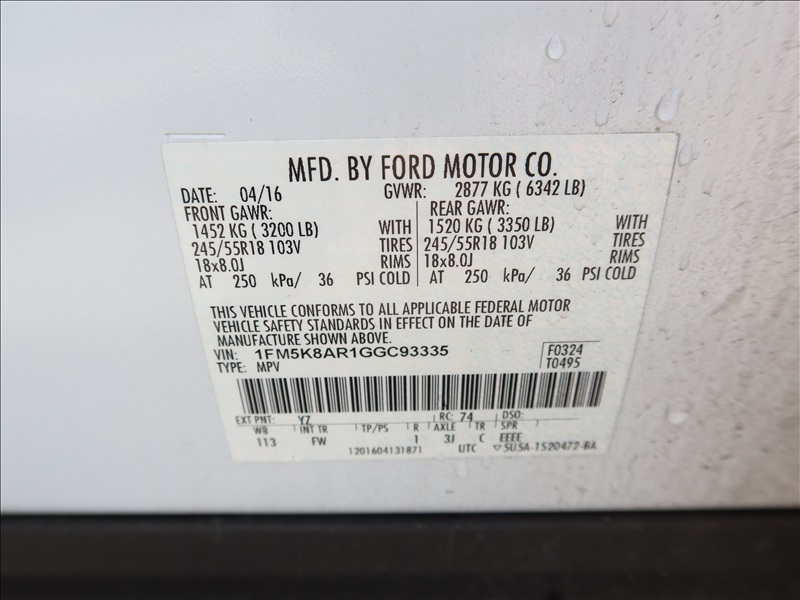 MFD. BY FORD MOTOR CO.
DATE: 04/16 GVWR: 2877 KG ( 6342 LB)
FRONT GAWR: REAR GAWR:
1452 KG ( 3200 LB) WITH 1520 KG ( 3350 LB) WITH
245/55R18 103V TIRES 245/55R18 103V TIRES
18x8.0J RIMS 18x8.0J RIMS
AT 250 kPa/ 36 PSI COLD AT 250 kPa/ 36 PSI COLD
THIS VEHICLE CONFORMS TO ALL APPLICABLE FEDERAL MOTOR
VEHICLE SAFETY STANDARDS IN EFFECT ON THE DATE OF
MANUFACTURE SHOWN ABOVE.
VIN: 1FM5K8AR1GGC93335 F0324
TYPE: MPV T0495
EXT PNT: YZ RC: 74 DSO:
WB INT TR TP/PS R AXLE TR SPR
113 FW 1 3J C EEEE
1201604131871 UTC ▽5U5A-1520472-BA